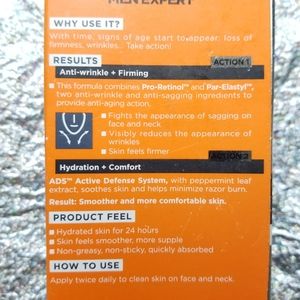 MEN EXPERT
WHY USE IT?
With time, signs of age start to appear: loss of
firmness, wrinkles... Take action!
RESULTS
ACTION 1
Anti-wrinkle + Firming
This formula combines Pro-Retinol™ and Par-Elastyl™,
two anti-wrinkle and anti-sagging ingredients to
provide anti-aging action.
Fights the appearance of sagging on
face and neck.
Visibly reduces the appearance of
wrinkles
Skin feels firmer
ACTION 2
Hydration + Comfort
ADS™ Active Defense System, with peppermint leaf
extract, soothes skin and helps minimize razor burn.
Result: Smoother and more comfortable skin.
PRODUCT FEEL
Hydrated skin for 24 hours
Skin feels smoother, more supple
Non-greasy, non-sticky, quickly absorbed
HOW TO USE
Apply twice daily to clean skin on face and neck.